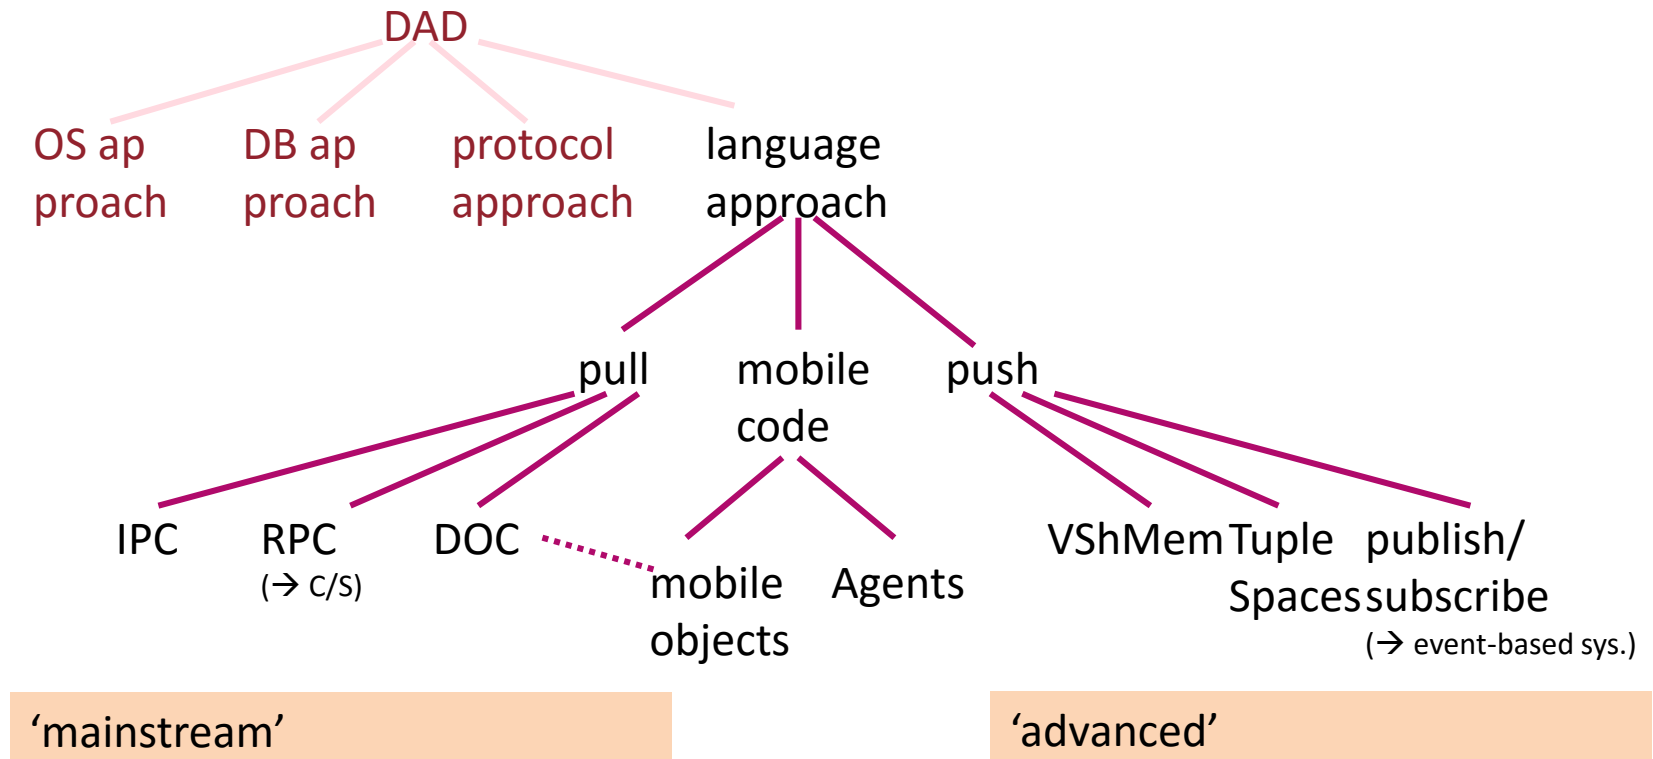 DAD
OS ap
proach
DB ap
proach
protocol
approach
language
approach
pull
mobile
code
push
IPC
RPC
(→ C/S)
DOC
mobile
objects
Agents
VShMem
Tuple
Spaces
publish/
subscribe
(→ event-based sys.)
‘mainstream’
‘advanced’